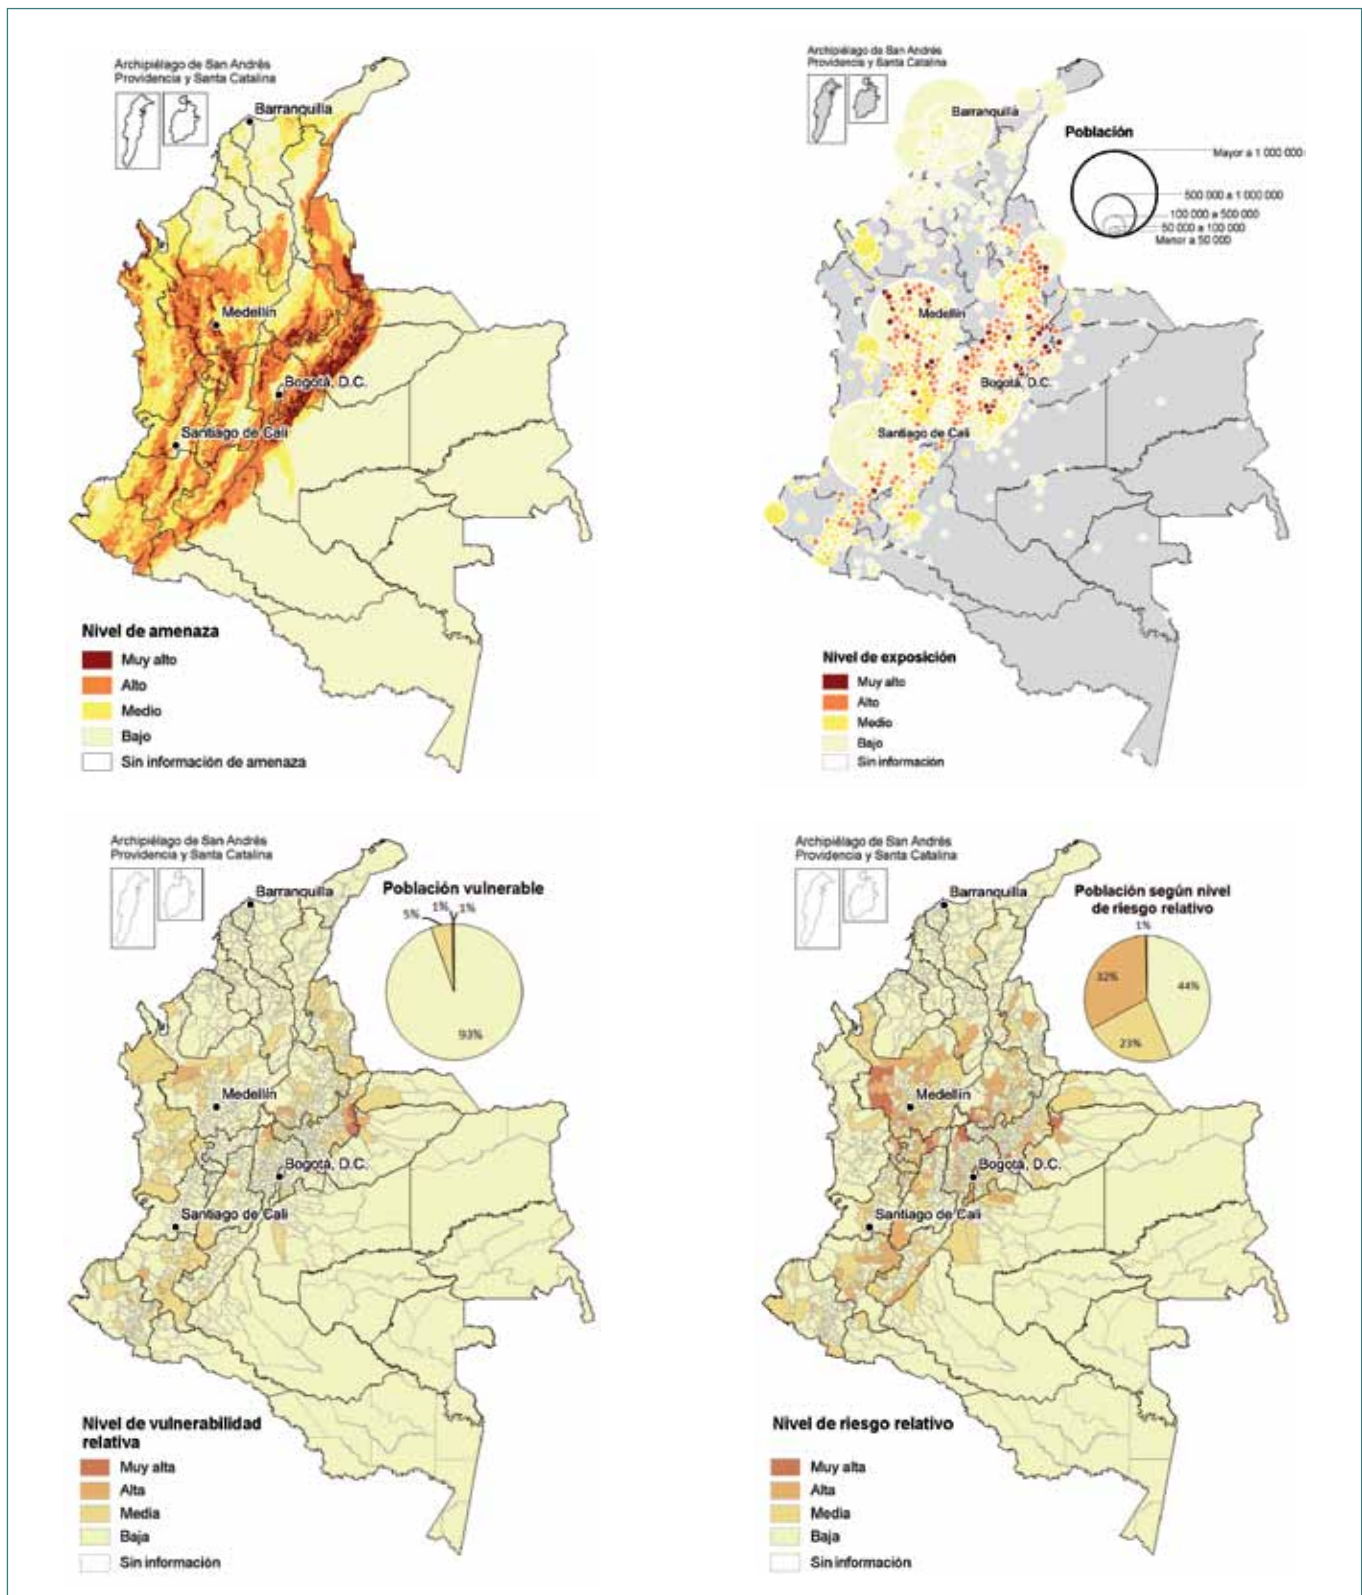 Archipiélago de San Andrés
Providencia y Santa Catalina
Barranquilla
Medellín
Bogotá, D.C.
Santiago de Cali
Nivel de amenaza
Muy alto
Alto
Medio
Bajo
Sin información de amenaza
Archipiélago de San Andrés
Providencia y Santa Catalina
Barranquilla
Población
Mayor a 1 000 000
500 000 a 1 000 000
100 000 a 500 000
50 000 a 100 000
Menor a 50 000
Medellín
Bogotá, D.C.
Santiago de Cali
Nivel de exposición
Muy alto
Alto
Medio
Bajo
Sin información
Archipiélago de San Andrés
Providencia y Santa Catalina
Barranquilla
Población vulnerable
5%
1%
1%
93%
Medellín
Bogotá, D.C.
Santiago de Cali
Nivel de vulnerabilidad
relativa
Muy alta
Alta
Media
Baja
Sin información
Archipiélago de San Andrés
Providencia y Santa Catalina
Barranquilla
Población según nivel
de riesgo relativo
1%
32%
44%
23%
Medellín
Bogotá, D.C.
Santiago de Cali
Nivel de riesgo relativo
Muy alta
Alta
Media
Baja
Sin información